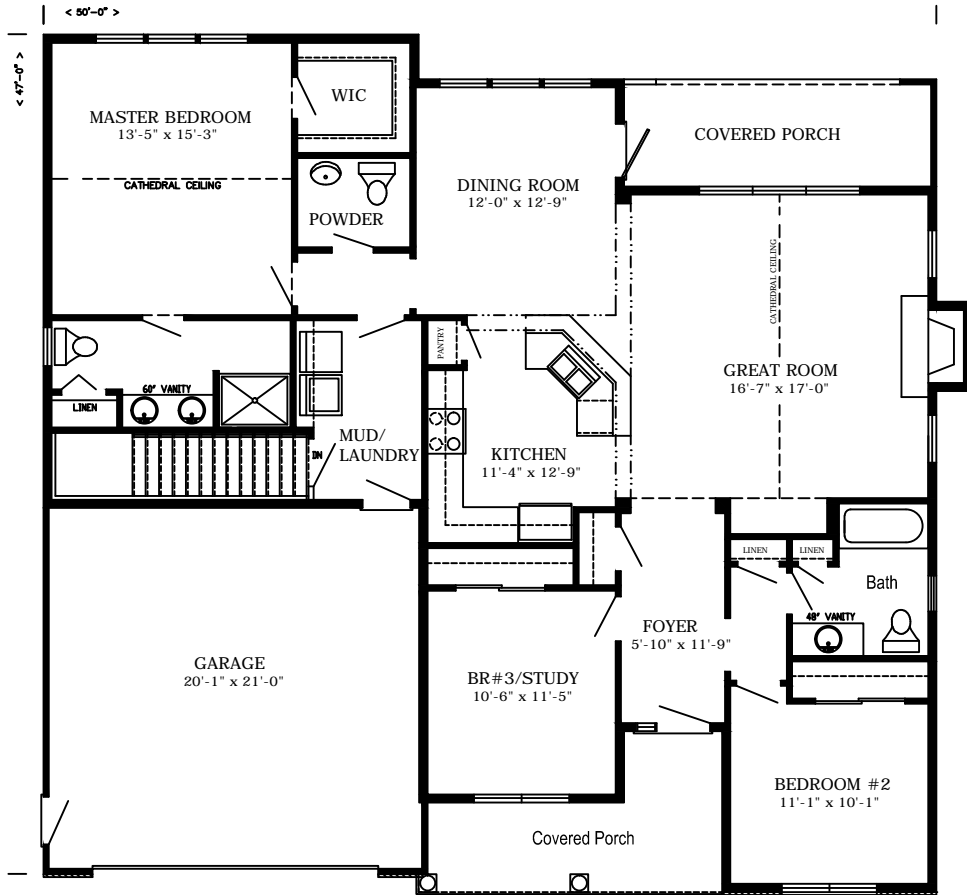 < 50'-0" >
< 47'-0" >
MASTER BEDROOM
13'-5" x 15'-3"
CATHEDRAL CEILING
WIC
POWDER
DINING ROOM
12'-0" x 12'-9"
COVERED PORCH
CATHEDRAL CEILING
GREAT ROOM
16'-7" x 17'-0"
PANTRY
60" VANITY
LINEN
MUD/
LAUNDRY
DN
KITCHEN
11'-4" x 12'-9"
LINEN
LINEN
Bath
48" VANITY
FOYER
5'-10" x 11'-9"
GARAGE
20'-1" x 21'-0"
BR#3/STUDY
10'-6" x 11'-5"
BEDROOM #2
11'-1" x 10'-1"
Covered Porch